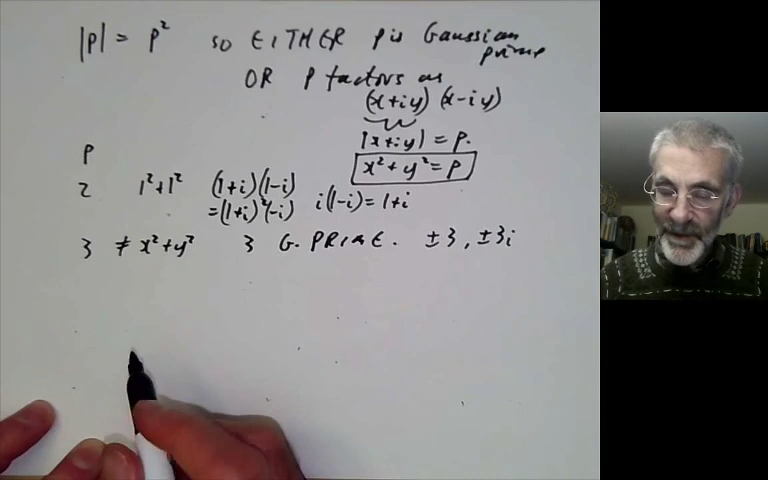 |p| = p² so EITHER p is Gaussian prime
OR p factors as
(x+iy) (x-iy)
|x+iy| = p.
x²+y² = p
p
2 1²+1² (1+i)(1-i)
=(1+i)²(-i) i(1-i) = 1+i
3 ≠ x²+y² 3 G. PRIME. ±3, ±3i